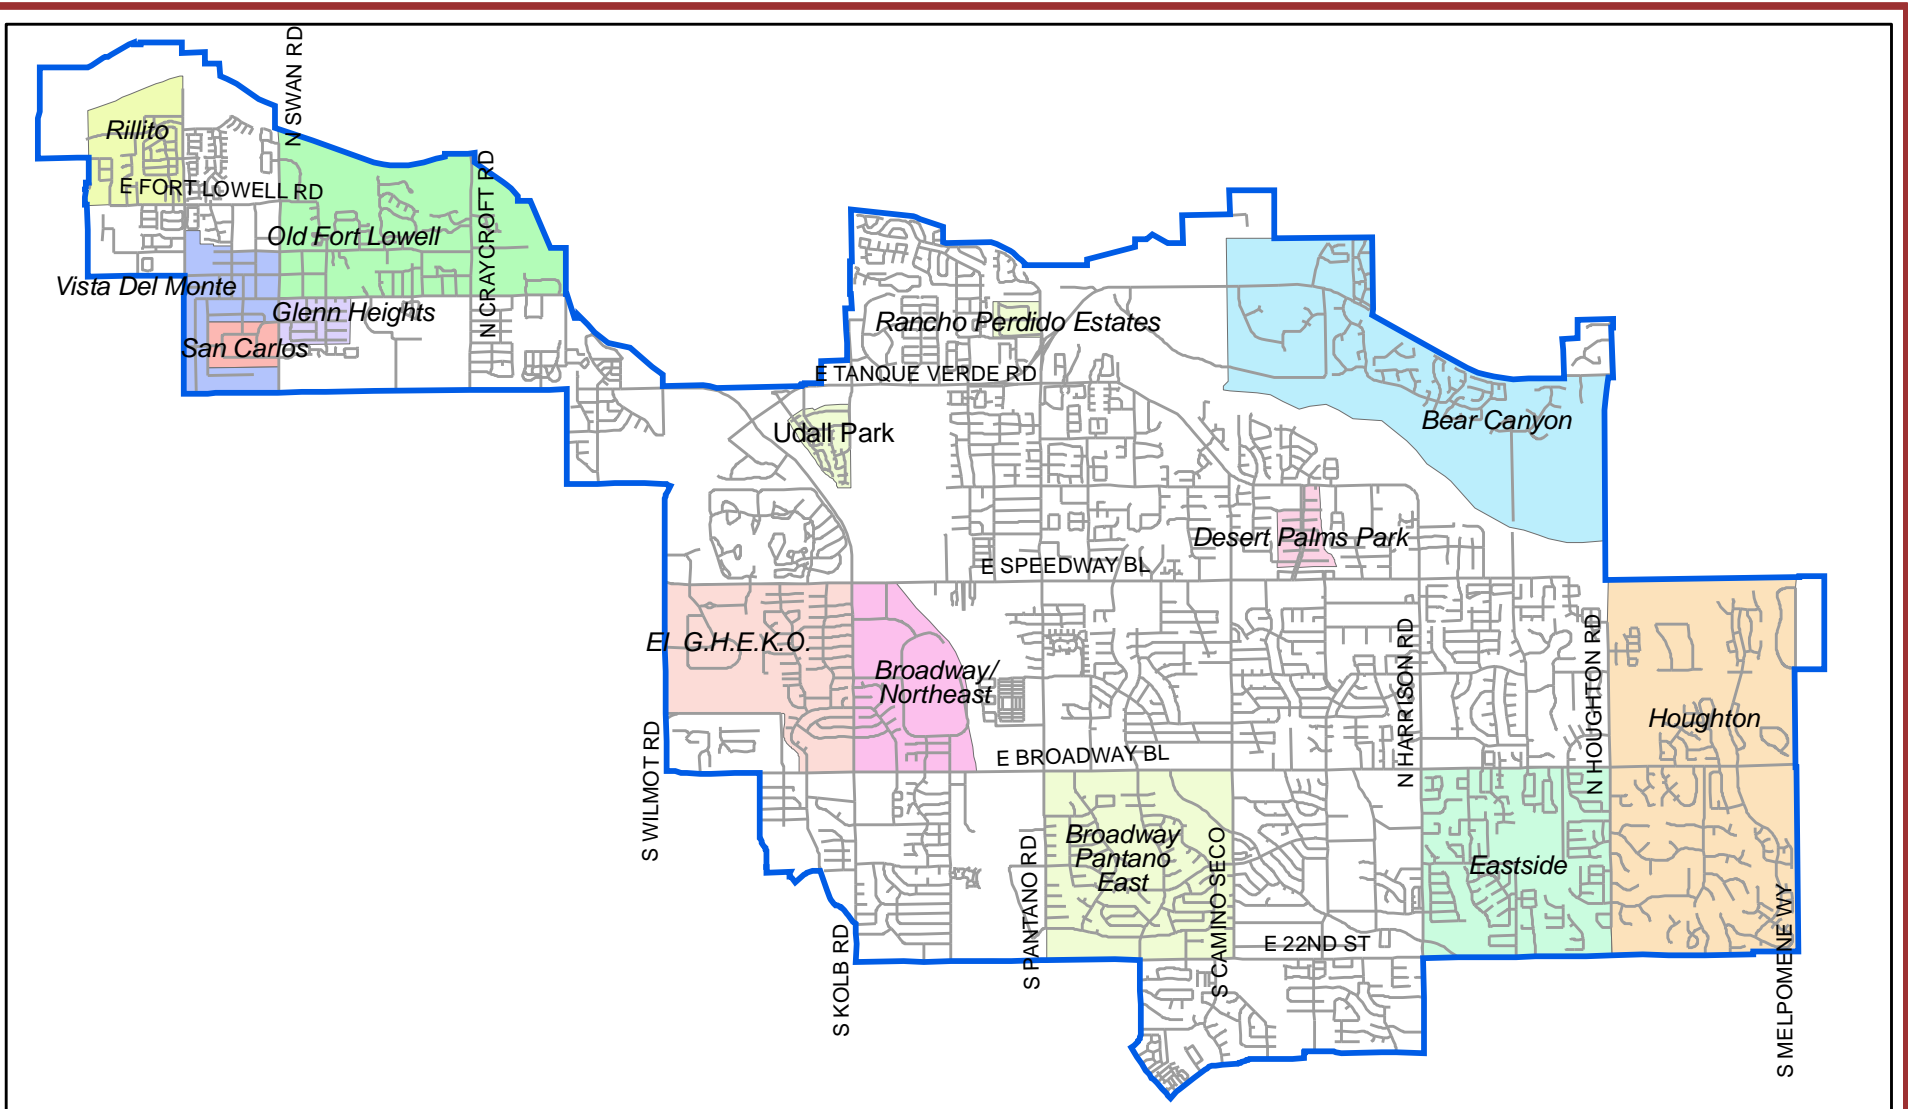 N SWAN RD
Rillito
E FORT LOWELL RD
N CRAYCROFT RD
Old Fort Lowell
Vista Del Monte
Glenn Heights
San Carlos
Rancho Perdido Estates
E TANQUE VERDE RD
Udall Park
Bear Canyon
Desert Palms Park
E SPEEDWAY BL
El  G.H.E.K.O.
Broadway/
Northeast
N HARRISON RD
N HOUGHTON RD
Houghton
S WILMOT RD
E BROADWAY BL
Broadway
Pantano
East
Eastside
S PANTANO RD
S CAMINO SECO
E 22ND ST
S KOLB RD
S MELPOMENE WY